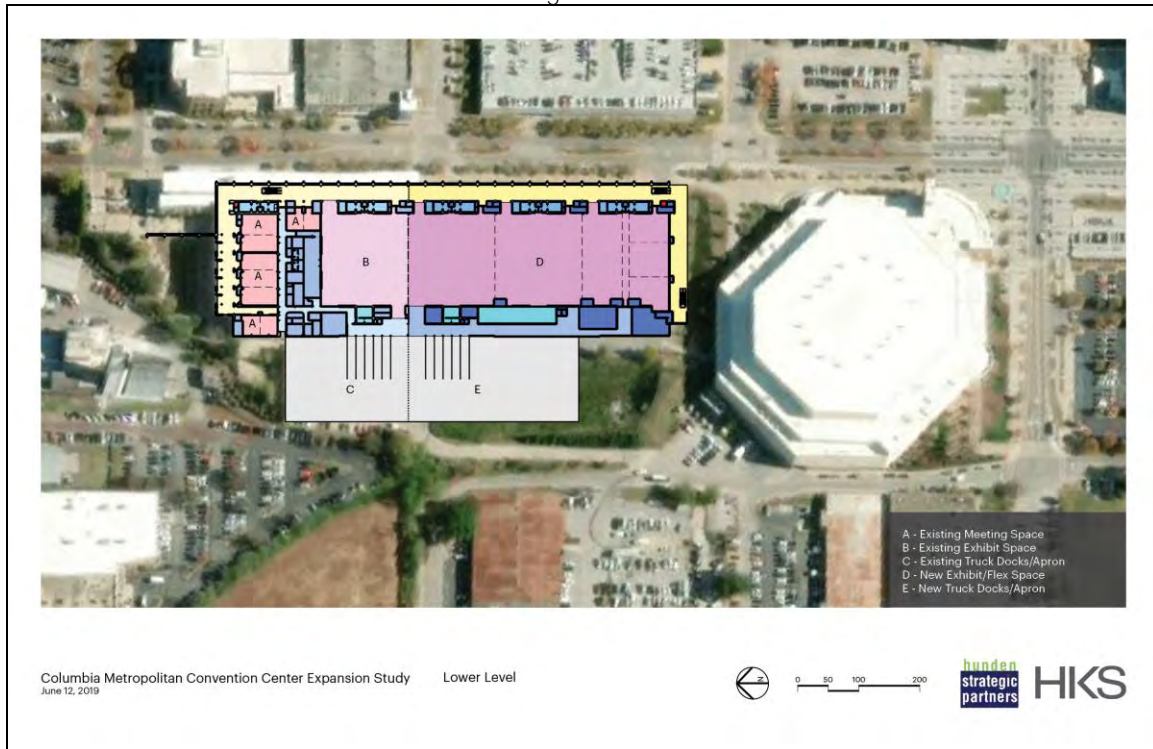 A
A
A
A
B
D
C
E
A - Existing Meeting Space
B - Existing Exhibit Space
C - Existing Truck Docks/Apron
D - New Exhibit/Flex Space
E - New Truck Docks/Apron
Columbia Metropolitan Convention Center Expansion Study Lower Level
June 12, 2019
N
0 50 100 200
hunden
strategic
partners
HKS